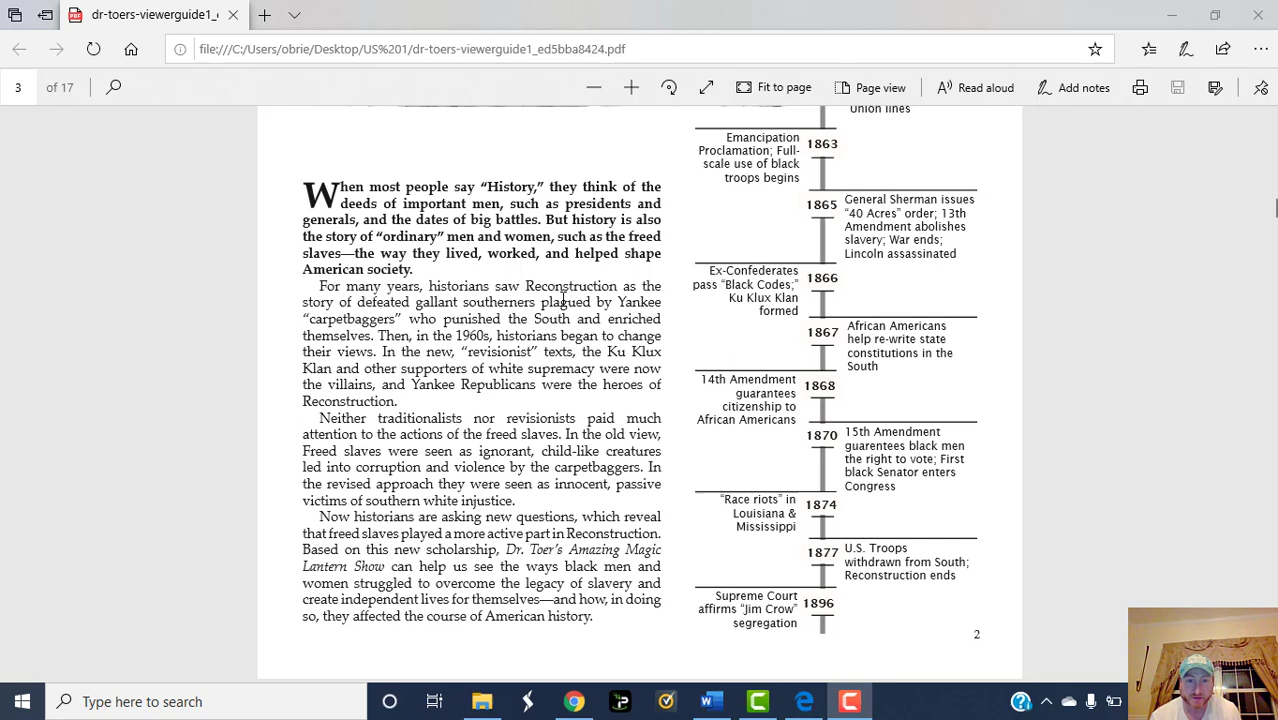 dr-toers-viewerguide1_e
file:///C:/Users/obrie/Desktop/US%201/dr-toers-viewerguide1_ed5bba8424.pdf
3 of 17
Fit to page
Page view
Read aloud
Add notes
When most people say “History,” they think of the
deeds of important men, such as presidents and
generals, and the dates of big battles. But history is also
the story of “ordinary” men and women, such as the freed
slaves—the way they lived, worked, and helped shape
American society.
For many years, historians saw Reconstruction as the
story of defeated gallant southerners plagued by Yankee
“carpetbaggers” who punished the South and enriched
themselves. Then, in the 1960s, historians began to change
their views. In the new, “revisionist” texts, the Ku Klux
Klan and other supporters of white supremacy were now
the villains, and Yankee Republicans were the heroes of
Reconstruction.
Neither traditionalists nor revisionists paid much
attention to the actions of the freed slaves. In the old view,
Freed slaves were seen as ignorant, child-like creatures
led into corruption and violence by the carpetbaggers. In
the revised approach they were seen as innocent, passive
victims of southern white injustice.
Now historians are asking new questions, which reveal
that freed slaves played a more active part in Reconstruction.
Based on this new scholarship, Dr. Toer’s Amazing Magic
Lantern Show can help us see the ways black men and
women struggled to overcome the legacy of slavery and
create independent lives for themselves—and how, in doing
so, they affected the course of American history.
Union lines
Emancipation
Proclamation; Full-
scale use of black
troops begins
1863
1865
General Sherman issues
“40 Acres” order; 13th
Amendment abolishes
slavery; War ends;
Lincoln assassinated
Ex-Confederates
pass “Black Codes;”
Ku Klux Klan
formed
1866
1867
African Americans
help re-write state
constitutions in the
South
14th Amendment
guarantees
citizenship to
African Americans
1868
1870
15th Amendment
guarentees black men
the right to vote; First
black Senator enters
Congress
“Race riots” in
Louisiana &
Mississippi
1874
1877
U.S. Troops
withdrawn from South;
Reconstruction ends
Supreme Court
affirms “Jim Crow”
segregation
1896
2
Type here to search